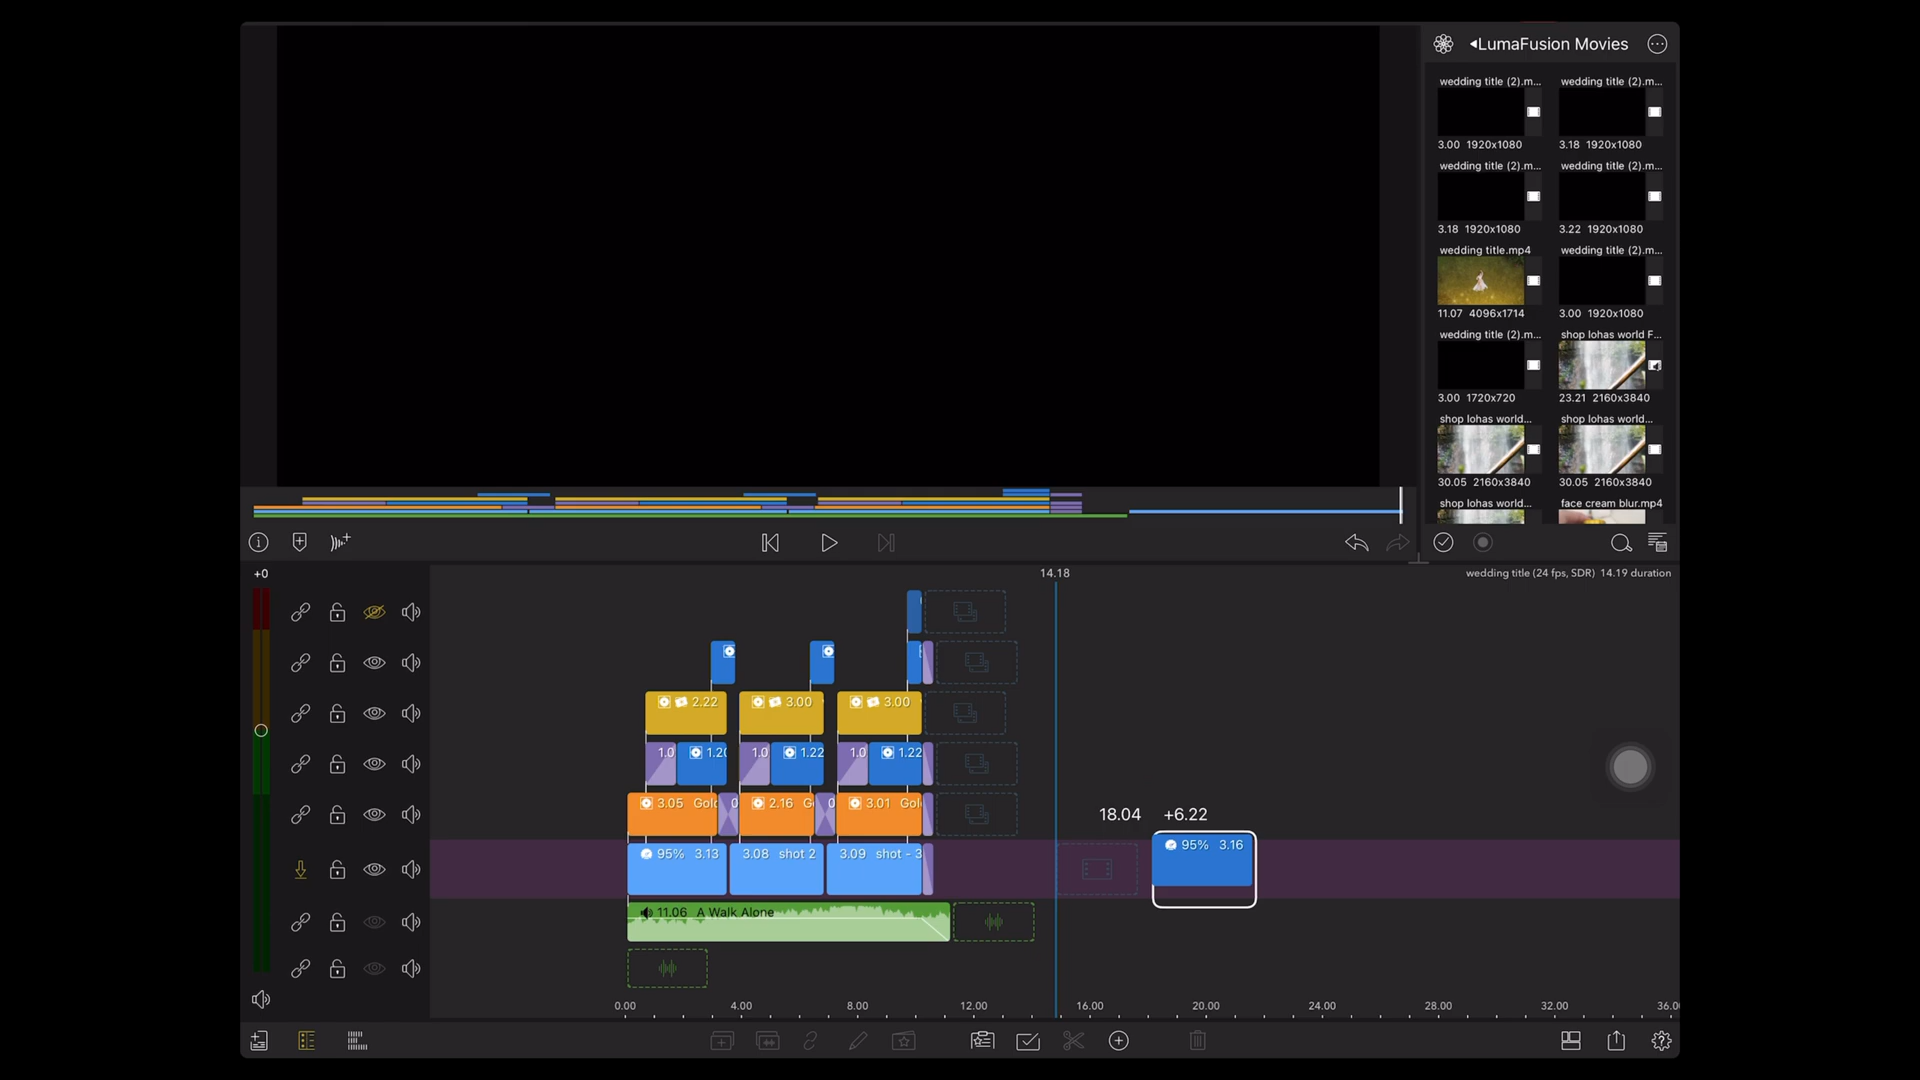 LumaFusion Movies
wedding title (2).m... wedding title (2).m...
3.00 1920x1080 3.18 1920x1080
wedding title (2).m... wedding title (2).m...
3.18 1920x1080 3.22 1920x1080
wedding title.mp4 wedding title (2).m...
11.07 4096x1714 3.00 1920x1080
wedding title (2).m... shop lohas world F...
3.00 1720x720 23.21 2160x3840
shop lohas world... shop lohas world...
30.05 2160x3840 30.05 2160x3840
shop lohas world... face cream blur.mp4
+0 14.18 wedding title (24 fps, SDR) 14.19 duration
2.22 3.00 3.00
1.0 1.20 1.0 1.22 1.0 1.22
3.05 Gold 0 2.16 G 0 3.01 Gol
18.04 +6.22
95% 3.13 3.08 shot 2 3.09 shot - 3 95% 3.16
11.06 A Walk Alone
0.00 4.00 8.00 12.00 16.00 20.00 24.00 28.00 32.00 36.0